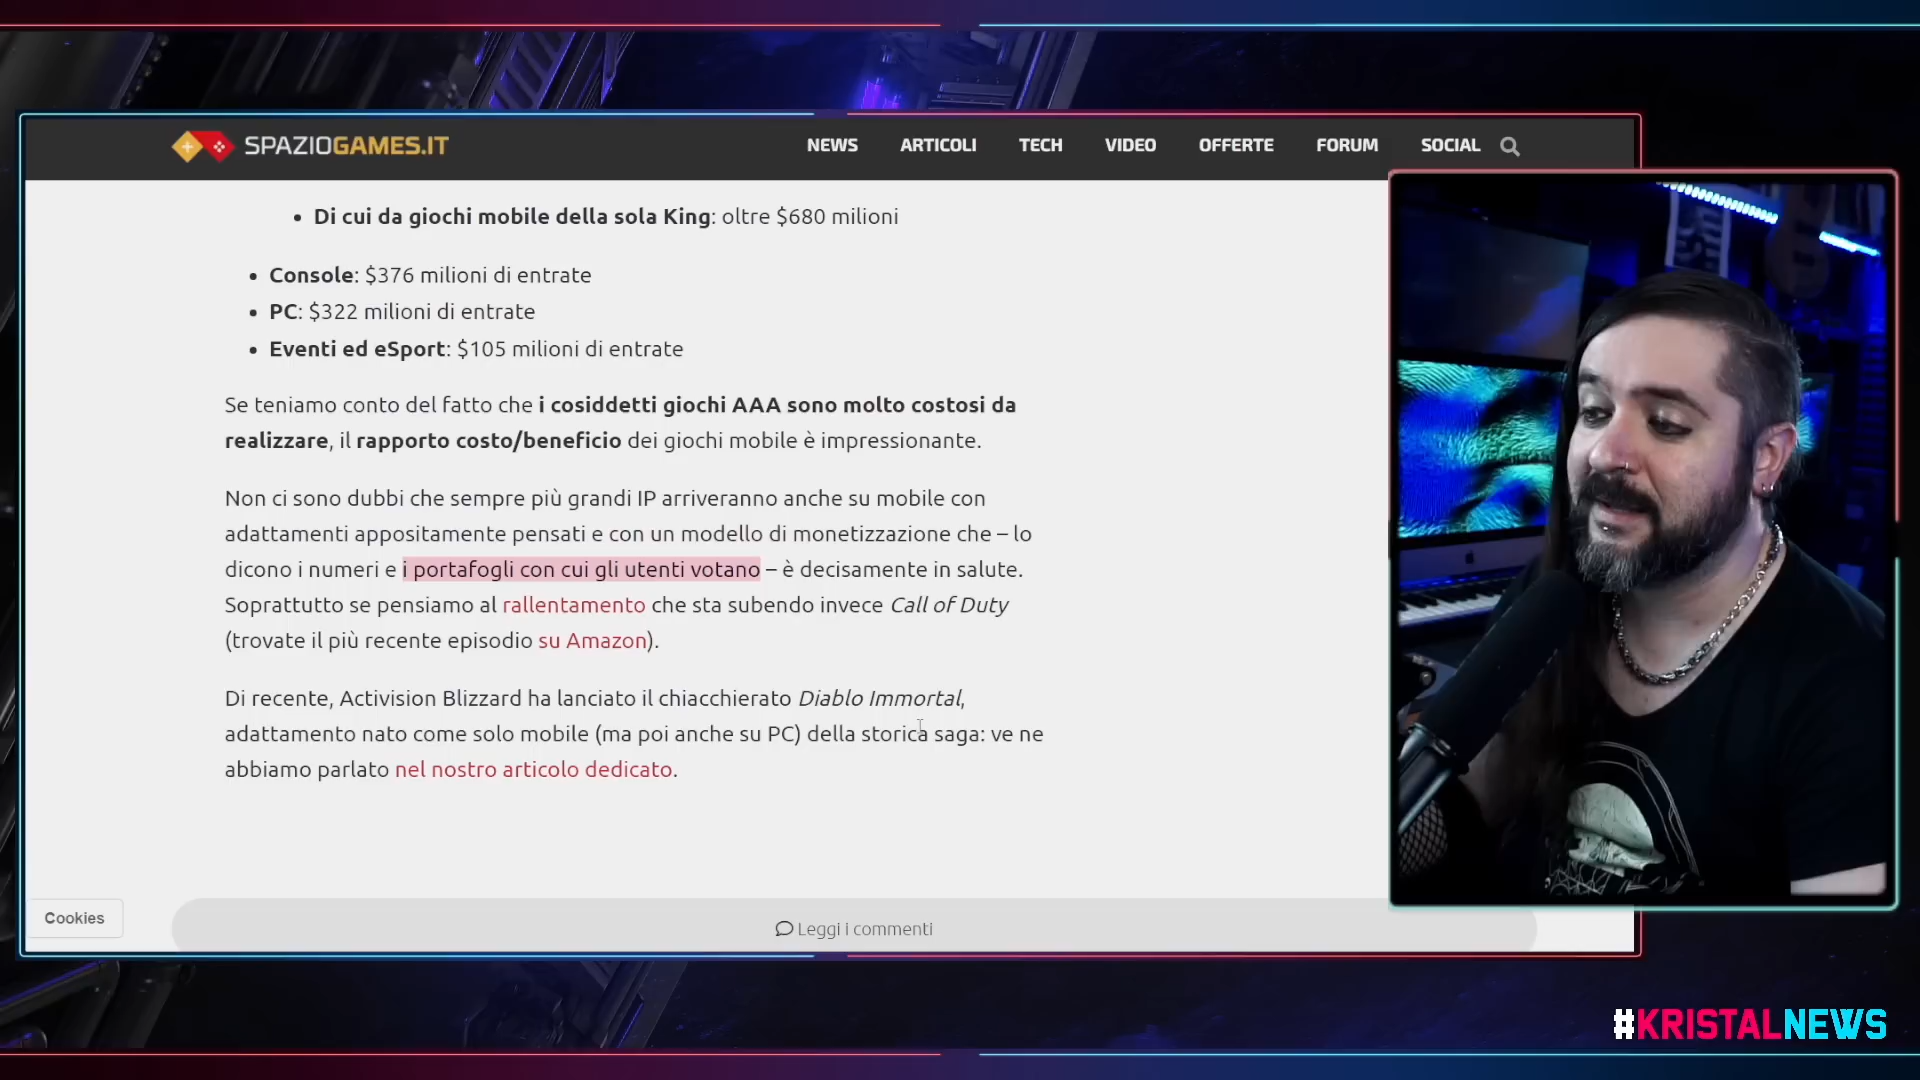 SPAZIOGAMES.IT
NEWS ARTICOLI TECH VIDEO OFFERTE FORUM SOCIAL
• Di cui da giochi mobile della sola King: oltre $680 milioni
• Console: $376 milioni di entrate
• PC: $322 milioni di entrate
• Eventi ed eSport: $105 milioni di entrate
Se teniamo conto del fatto che i cosiddetti giochi AAA sono molto costosi da
realizzare, il rapporto costo/beneficio dei giochi mobile è impressionante.
Non ci sono dubbi che sempre più grandi IP arriveranno anche su mobile con
adattamenti appositamente pensati e con un modello di monetizzazione che – lo
dicono i numeri e i portafogli con cui gli utenti votano – è decisamente in salute.
Soprattutto se pensiamo al rallentamento che sta subendo invece Call of Duty
(trovate il più recente episodio su Amazon).
Di recente, Activision Blizzard ha lanciato il chiacchierato Diablo Immortal,
adattamento nato come solo mobile (ma poi anche su PC) della storica saga: ve ne
abbiamo parlato nel nostro articolo dedicato.
Cookies
Leggi i commenti
#KRISTALNEWS